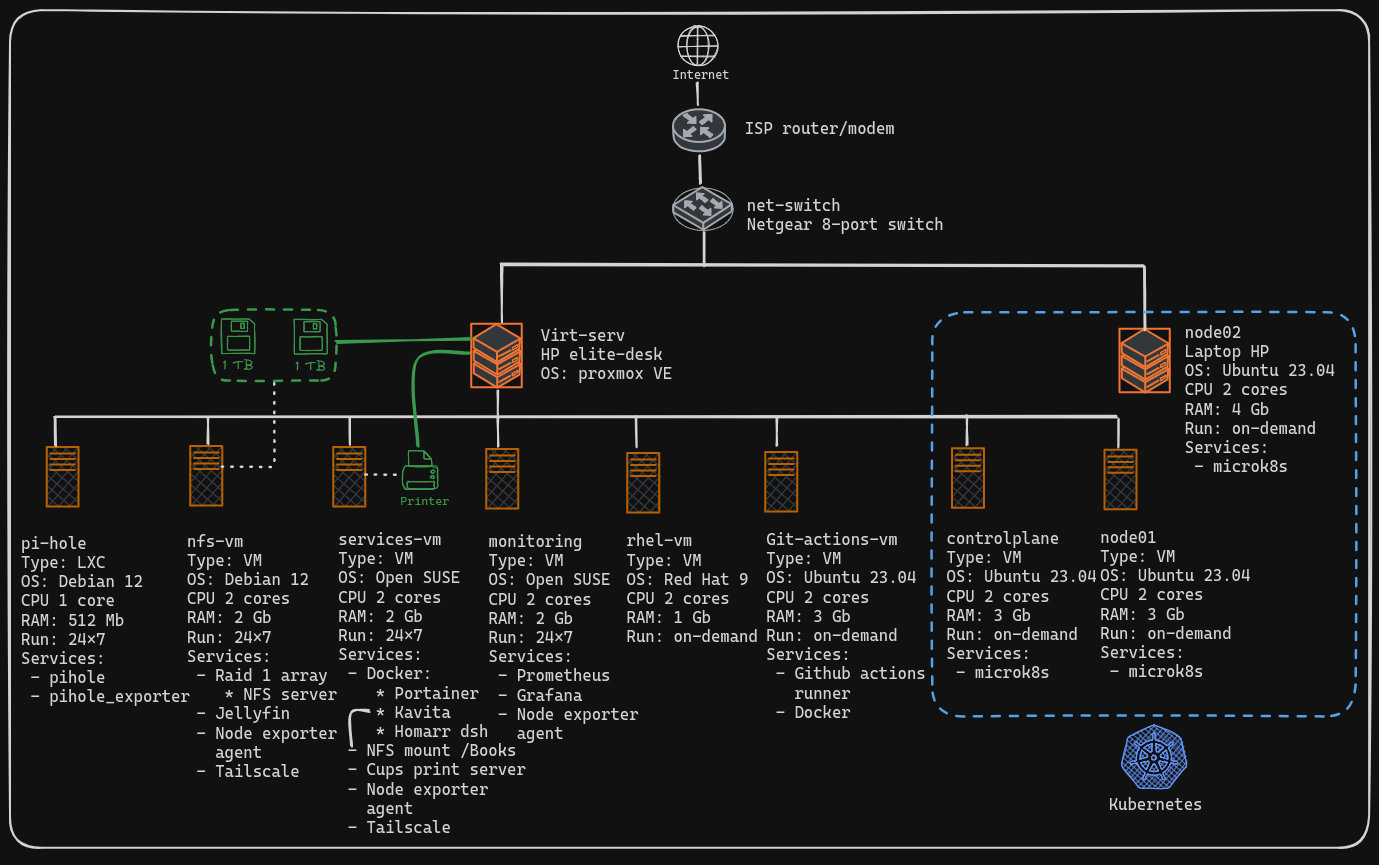 Internet
ISP router/modem
net-switch
Netgear 8-port switch
1 TB
1 TB
Virt-serv
HP elite-desk
OS: proxmox VE
node02
Laptop HP
OS: Ubuntu 23.04
CPU 2 cores
RAM: 4 Gb
Run: on-demand
Services:
- microk8s
Printer
pi-hole
Type: LXC
OS: Debian 12
CPU 1 core
RAM: 512 Mb
Run: 24×7
Services:
- pihole
- pihole_exporter
nfs-vm
Type: VM
OS: Debian 12
CPU 2 cores
RAM: 2 Gb
Run: 24×7
Services:
- Raid 1 array
* NFS server
- Jellyfin
- Node exporter
agent
- Tailscale
services-vm
Type: VM
OS: Open SUSE
CPU 2 cores
RAM: 2 Gb
Run: 24×7
Services:
- Docker:
* Portainer
* Kavita
* Homarr dsh
- NFS mount /Books
- Cups print server
- Node exporter
agent
- Tailscale
monitoring
Type: VM
OS: Open SUSE
CPU 2 cores
RAM: 2 Gb
Run: 24×7
Services:
- Prometheus
- Grafana
- Node exporter
agent
rhel-vm
Type: VM
OS: Red Hat 9
CPU 2 cores
RAM: 1 Gb
Run: on-demand
Git-actions-vm
Type: VM
OS: Ubuntu 23.04
CPU 2 cores
RAM: 3 Gb
Run: on-demand
Services:
- Github actions
runner
- Docker
controlplane
Type: VM
OS: Ubuntu 23.04
CPU 2 cores
RAM: 3 Gb
Run: on-demand
Services:
- microk8s
node01
Type: VM
OS: Ubuntu 23.04
CPU 2 cores
RAM: 3 Gb
Run: on-demand
Services:
- microk8s
Kubernetes